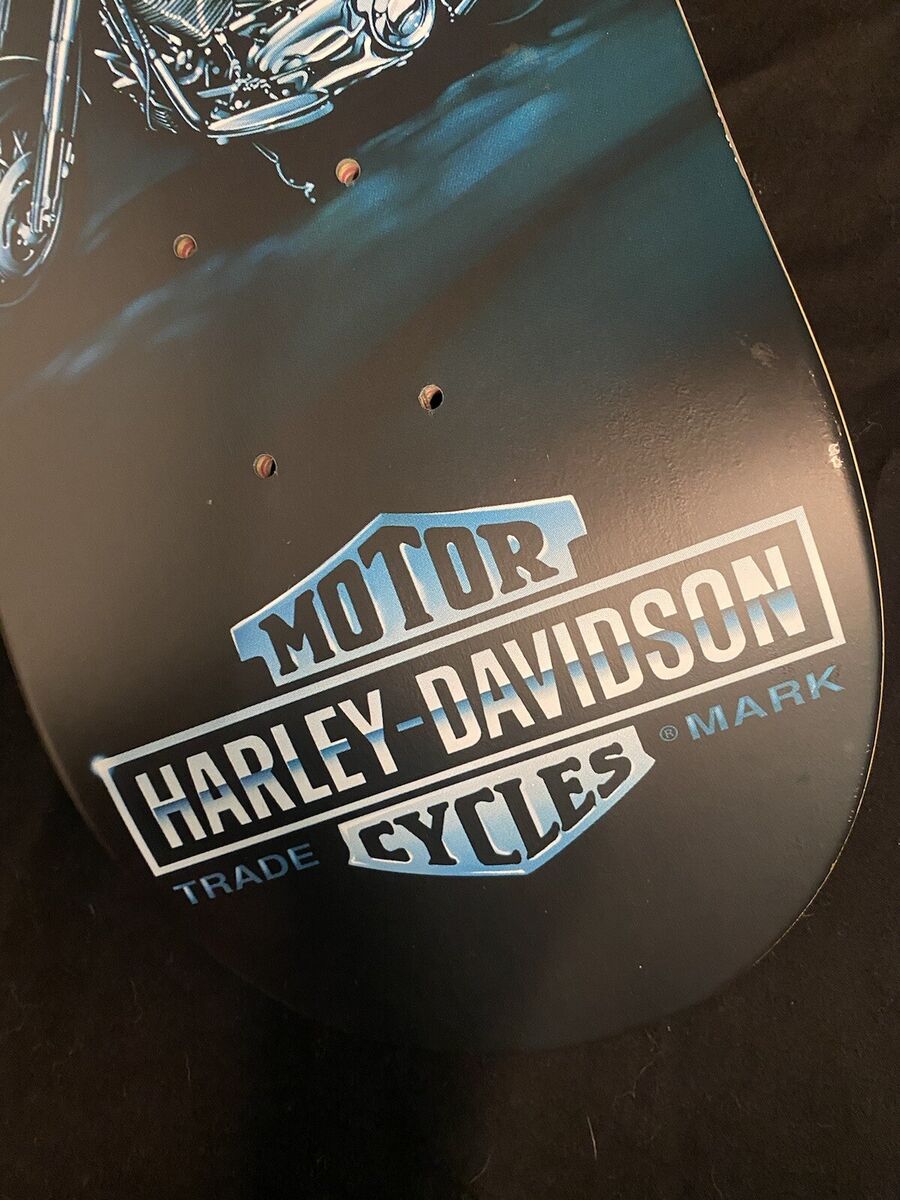 MOTOR
HARLEY-DAVIDSON
® MARK
TRADE
CYCLES